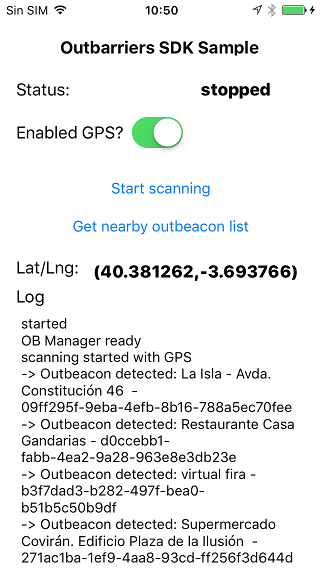 Sin SIM 10:50
Outbarriers SDK Sample
Status: stopped
Enabled GPS?
Start scanning
Get nearby outbeacon list
Lat/Lng: (40.381262,-3.693766)
Log
started
OB Manager ready
scanning started with GPS
-> Outbeacon detected: La Isla - Avda.
Constitución 46 -
09ff295f-9eba-4efb-8b16-788a5ec70fee
-> Outbeacon detected: Restaurante Casa
Gandarias - d0ccebb1-
fabb-4ea2-9a28-963e8e3db23e
-> Outbeacon detected: virtual fira -
b3f7dad3-b282-497f-bea0-
b51b5c50b9df
-> Outbeacon detected: Supermercado
Covirán. Edificio Plaza de la Ilusión -
271ac1ba-1ef9-4aa8-93cd-ff256f3d644d